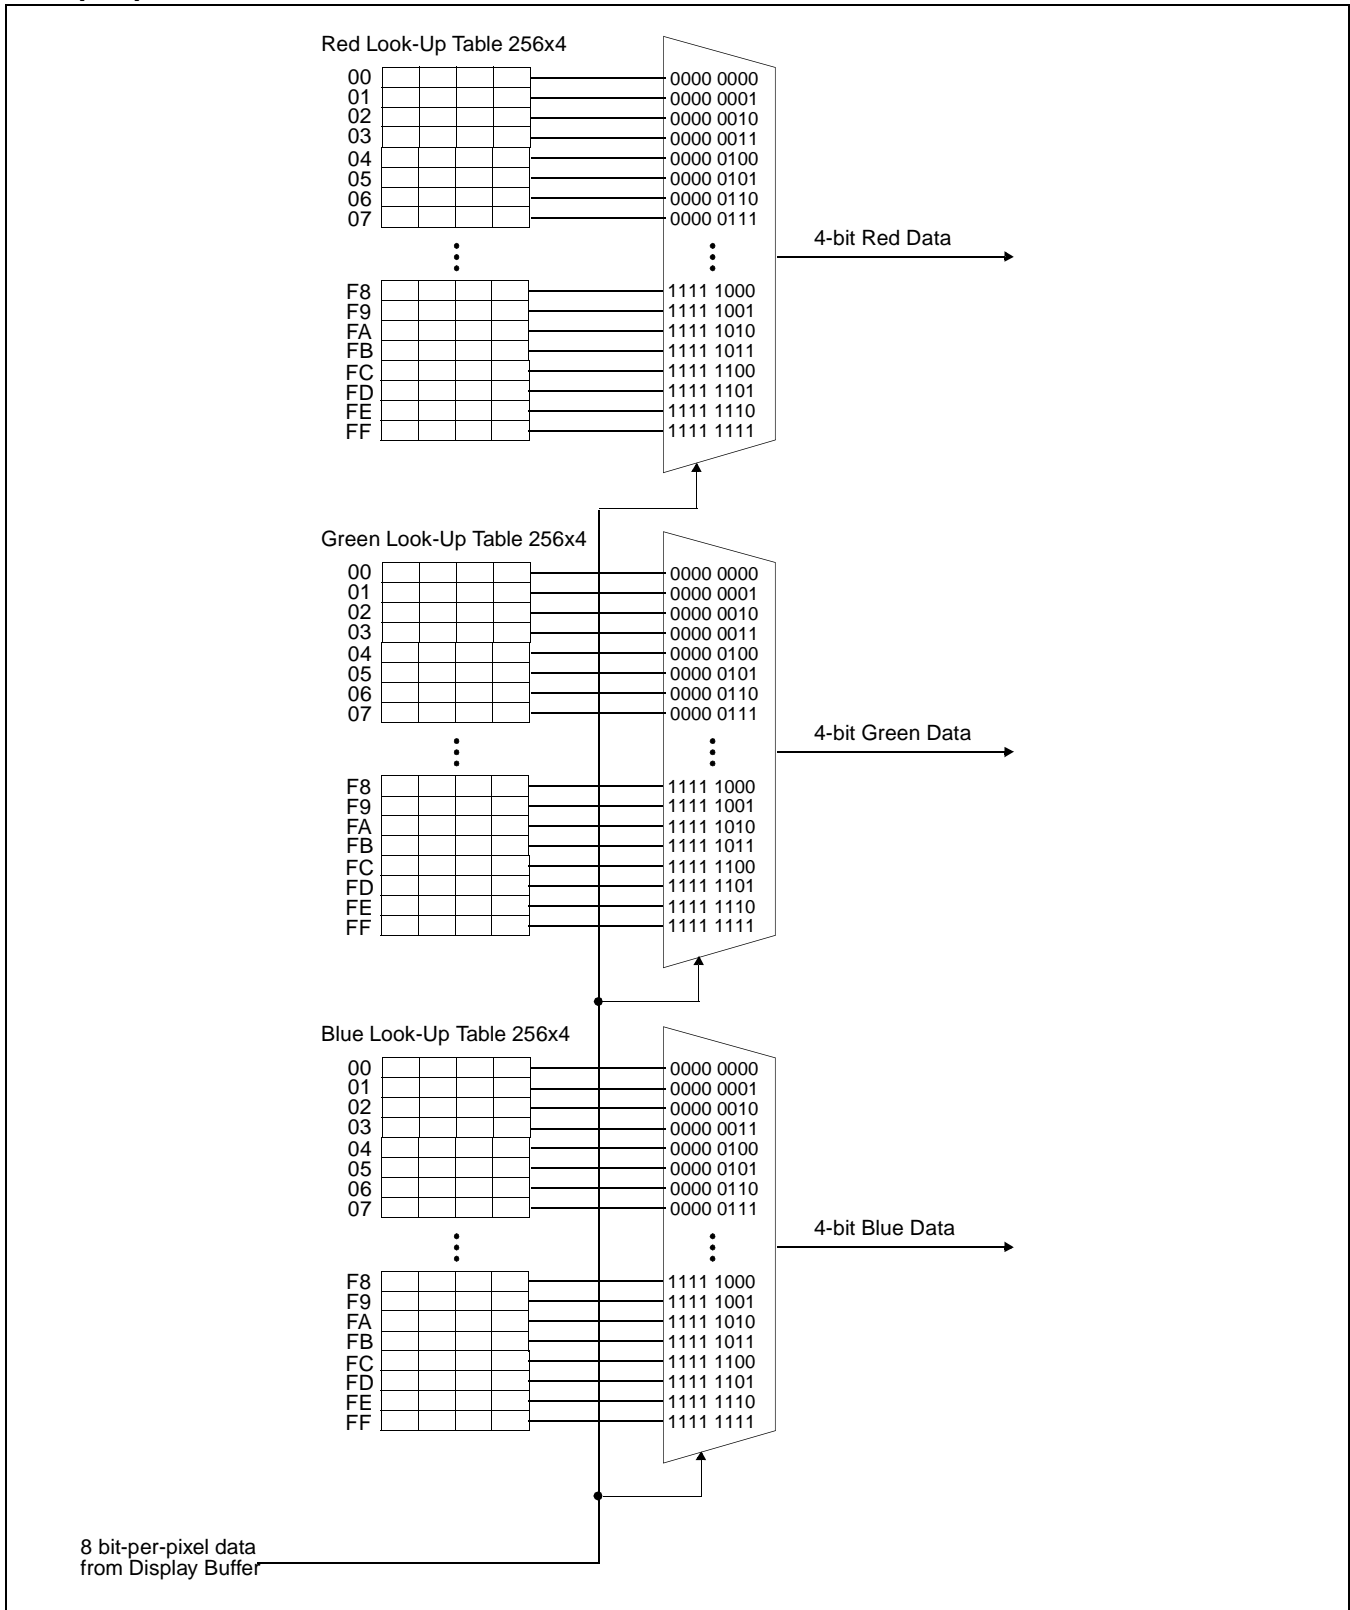 Red Look-Up Table 256x4
00 0000 0000
01 0000 0001
02 0000 0010
03 0000 0011
04 0000 0100
05 0000 0101
06 0000 0110
07 0000 0111
4-bit Red Data
F8 1111 1000
F9 1111 1001
FA 1111 1010
FB 1111 1011
FC 1111 1100
FD 1111 1101
FE 1111 1110
FF 1111 1111
Green Look-Up Table 256x4
00 0000 0000
01 0000 0001
02 0000 0010
03 0000 0011
04 0000 0100
05 0000 0101
06 0000 0110
07 0000 0111
4-bit Green Data
F8 1111 1000
F9 1111 1001
FA 1111 1010
FB 1111 1011
FC 1111 1100
FD 1111 1101
FE 1111 1110
FF 1111 1111
Blue Look-Up Table 256x4
00 0000 0000
01 0000 0001
02 0000 0010
03 0000 0011
04 0000 0100
05 0000 0101
06 0000 0110
07 0000 0111
4-bit Blue Data
F8 1111 1000
F9 1111 1001
FA 1111 1010
FB 1111 1011
FC 1111 1100
FD 1111 1101
FE 1111 1110
FF 1111 1111
8 bit-per-pixel data
from Display Buffer